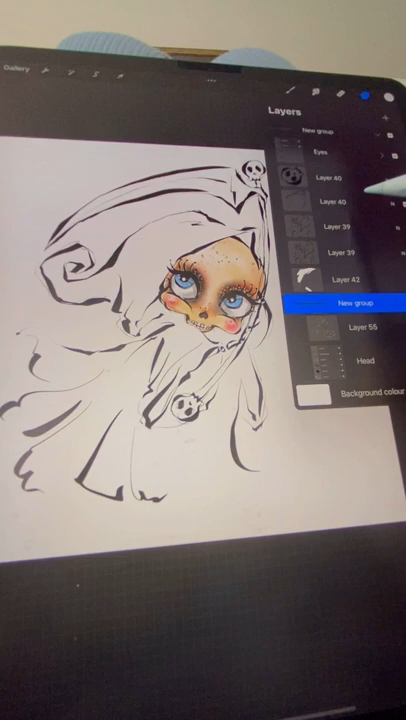 Gallery
Layers
New group
Eyes
Layer 40
Layer 40
N
Layer 39
N
Layer 39
N
Layer 42
New group
Layer 55
Head
Background colour